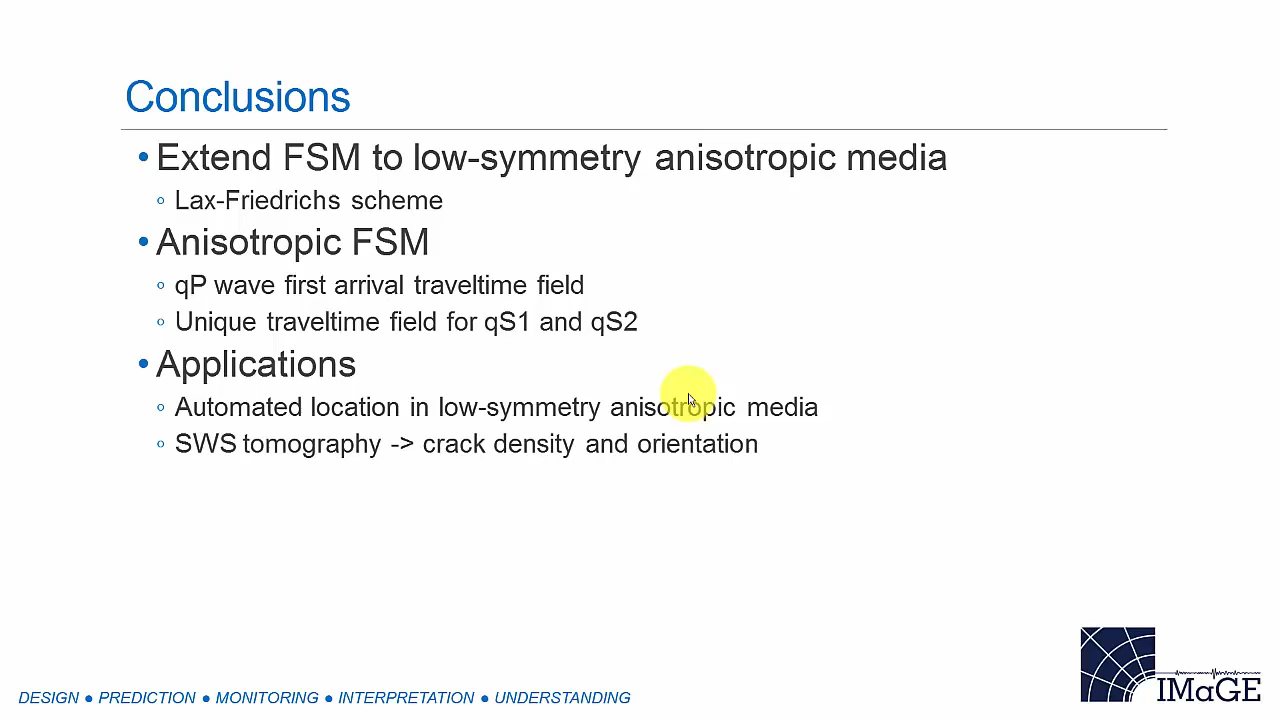 Conclusions
• Extend FSM to low-symmetry anisotropic media
◦ Lax-Friedrichs scheme
• Anisotropic FSM
◦ qP wave first arrival traveltime field
◦ Unique traveltime field for qS1 and qS2
• Applications
◦ Automated location in low-symmetry anisotropic media
◦ SWS tomography -> crack density and orientation
IMaGE
DESIGN ● PREDICTION ● MONITORING ● INTERPRETATION ● UNDERSTANDING